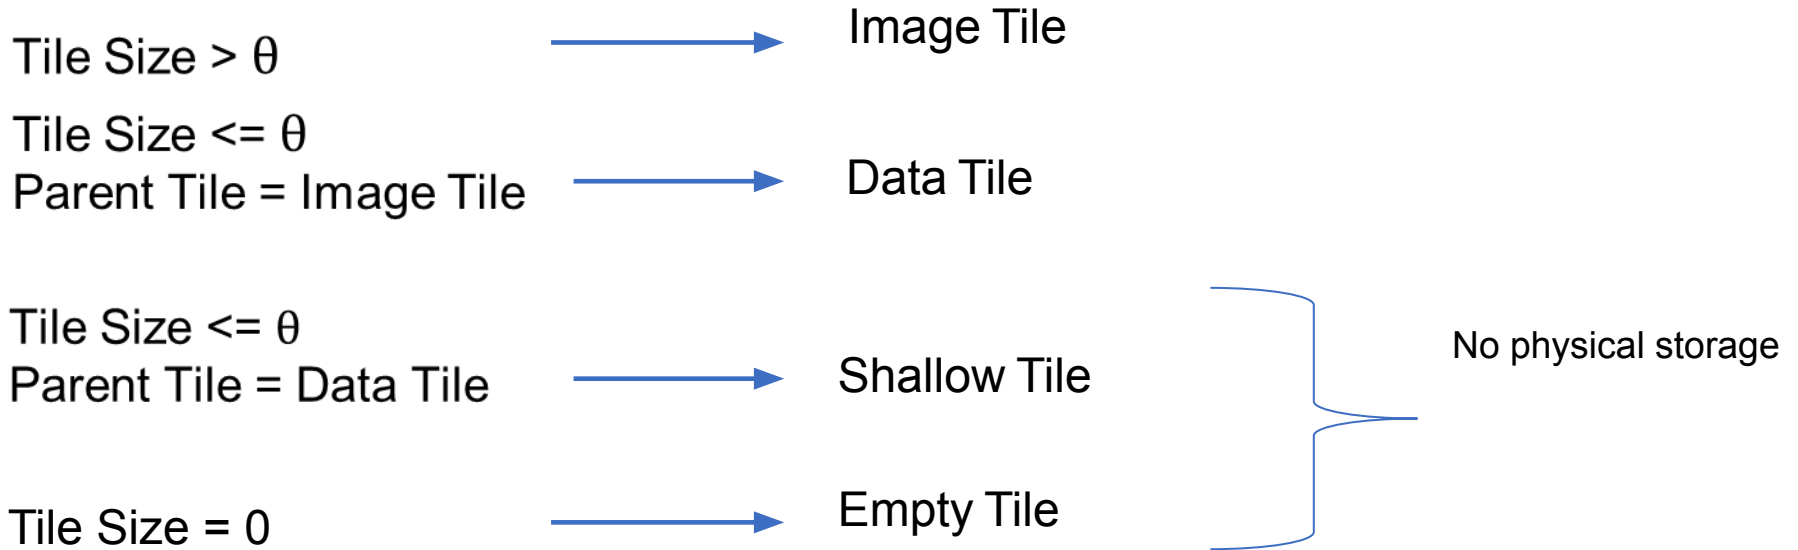 Tile Size > θ
Image Tile
Tile Size <= θ
Parent Tile = Image Tile
Data Tile
Tile Size <= θ
Parent Tile = Data Tile
Shallow Tile
No physical storage
Tile Size = 0
Empty Tile